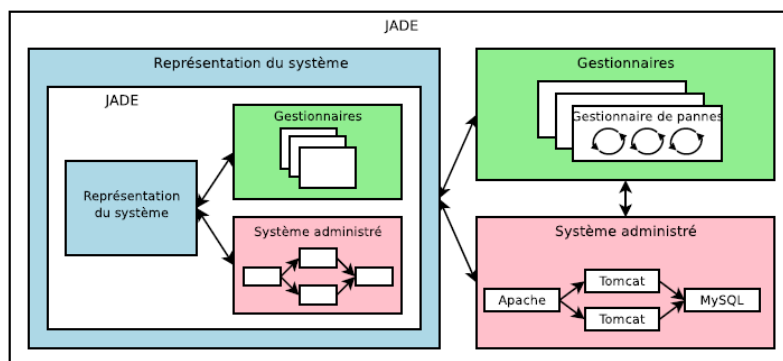 JADE
Représentation du système
JADE
Gestionnaires
Représentation
du système
Système administré
Gestionnaires
Gestionnaire de pannes
Système administré
Apache
Tomcat
Tomcat
MySQL